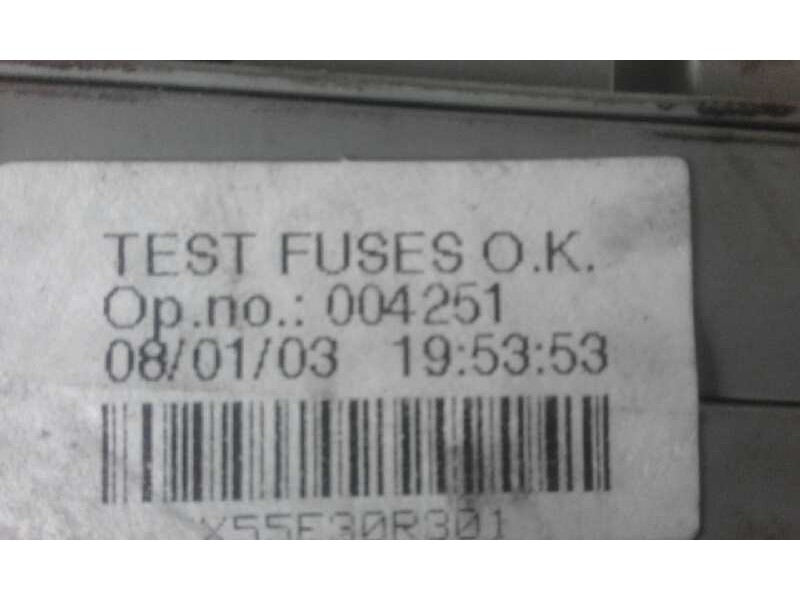 TEST FUSES O.K.
Op.no.: 004251
08/01/03 19:53:53
X55F30R301